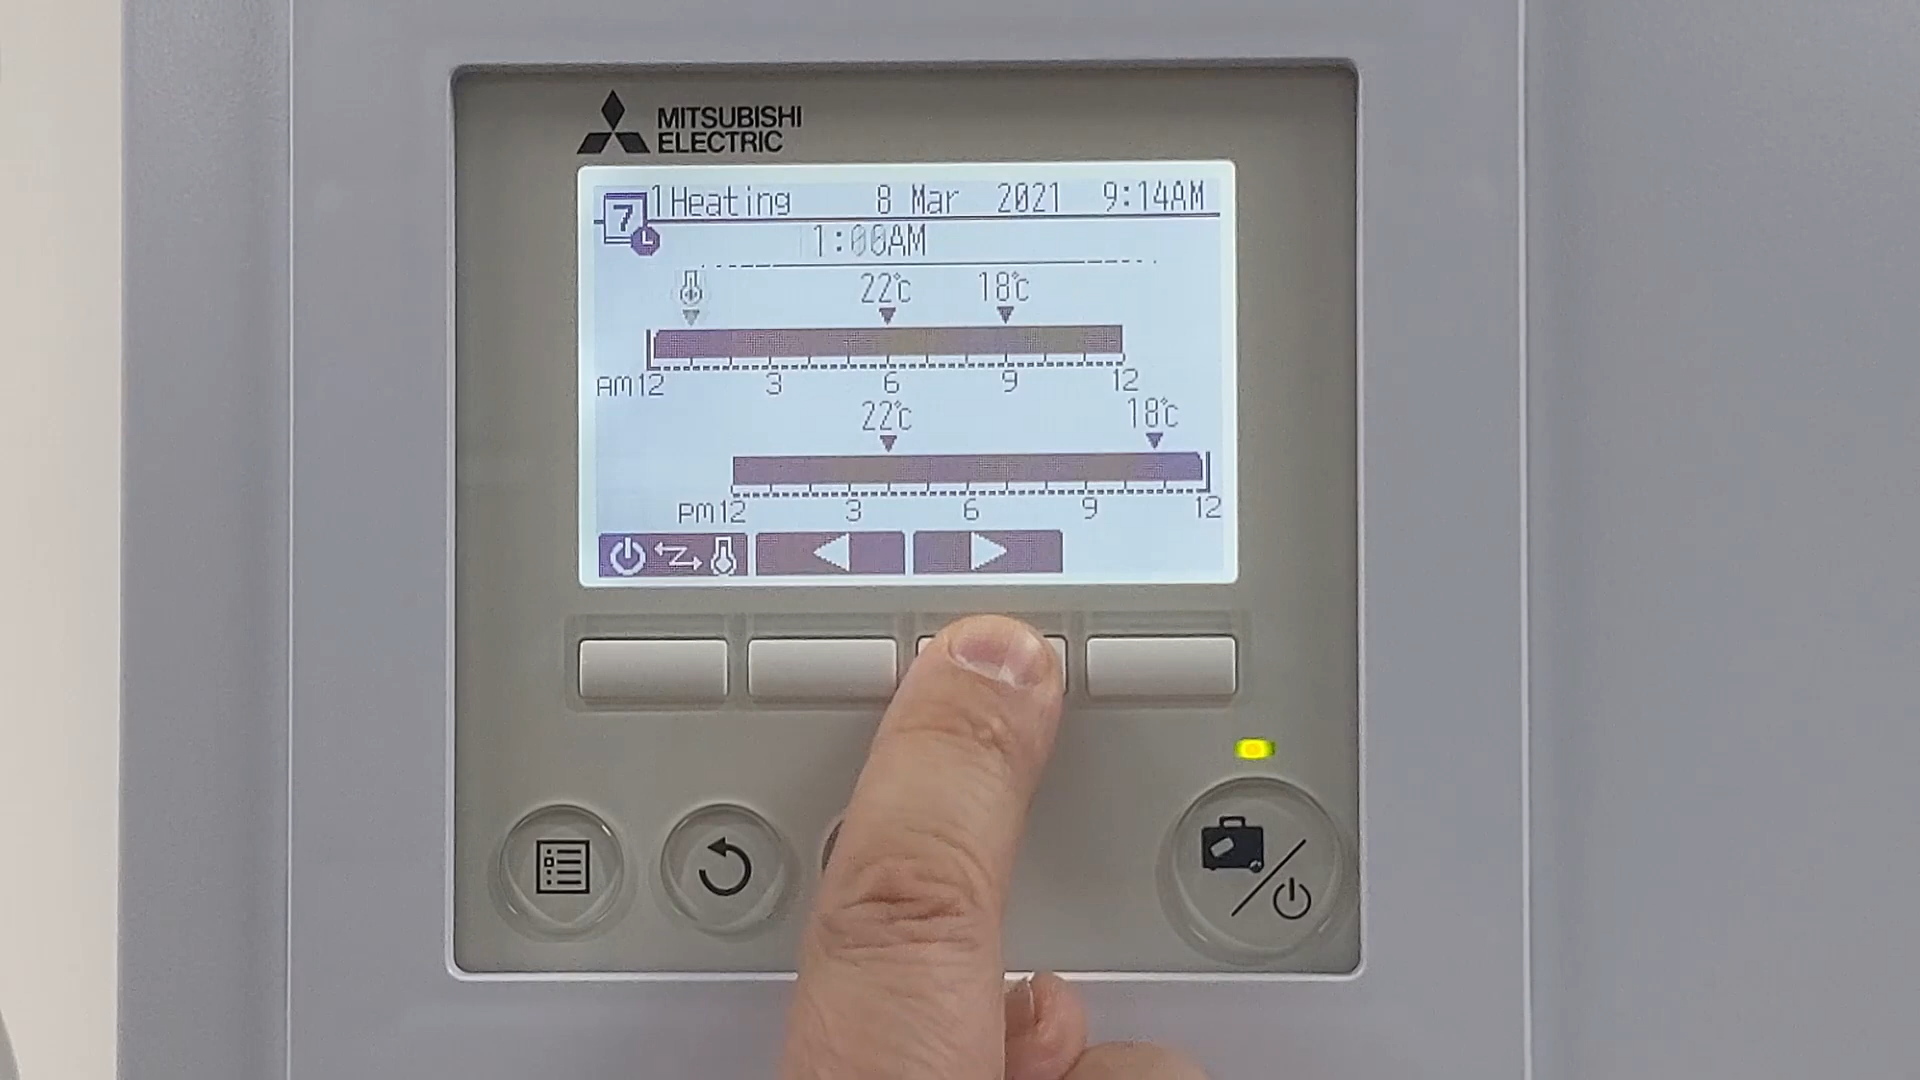 MITSUBISHI
ELECTRIC
7 1 Heating 8 Mar 2021 9:14AM
1:00AM
22°C 18°C
AM12 3 6 9 12
22°C 18°C
PM12 3 6 9 12